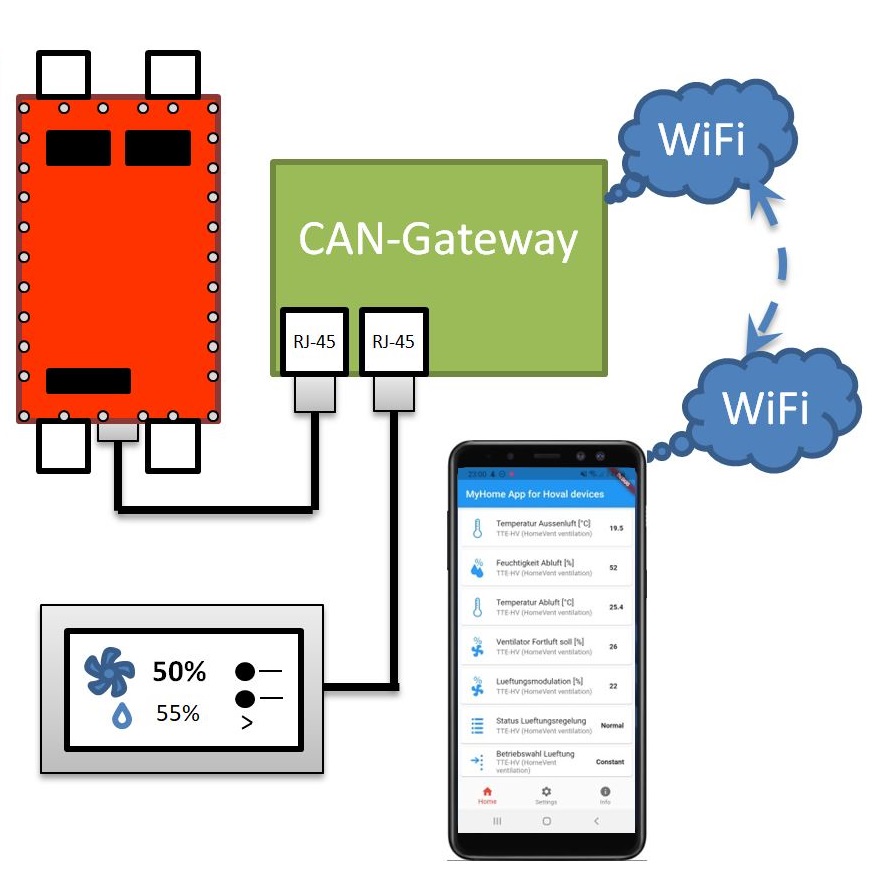 WiFi
CAN-Gateway
RJ-45 RJ-45
WiFi
23:00
MyHome App for Hoval devices
Temperatur Aussenluft [°C]
TTE-HV (HomeVent ventilation)
19.5
Feuchtigkeit Abluft [%]
TTE-HV (HomeVent ventilation)
52
Temperatur Abluft [°C]
TTE-HV (HomeVent ventilation)
25.4
Ventilator Fortluft soll [%]
TTE-HV (HomeVent ventilation)
26
Lueftungsmodulation [%]
TTE-HV (HomeVent ventilation)
22
Status Lueftungsregelung
TTE-HV (HomeVent ventilation)
Normal
Betriebswahl Lueftung
TTE-HV (HomeVent
ventilation)
Constant
Home Settings Info
50%
55%
>